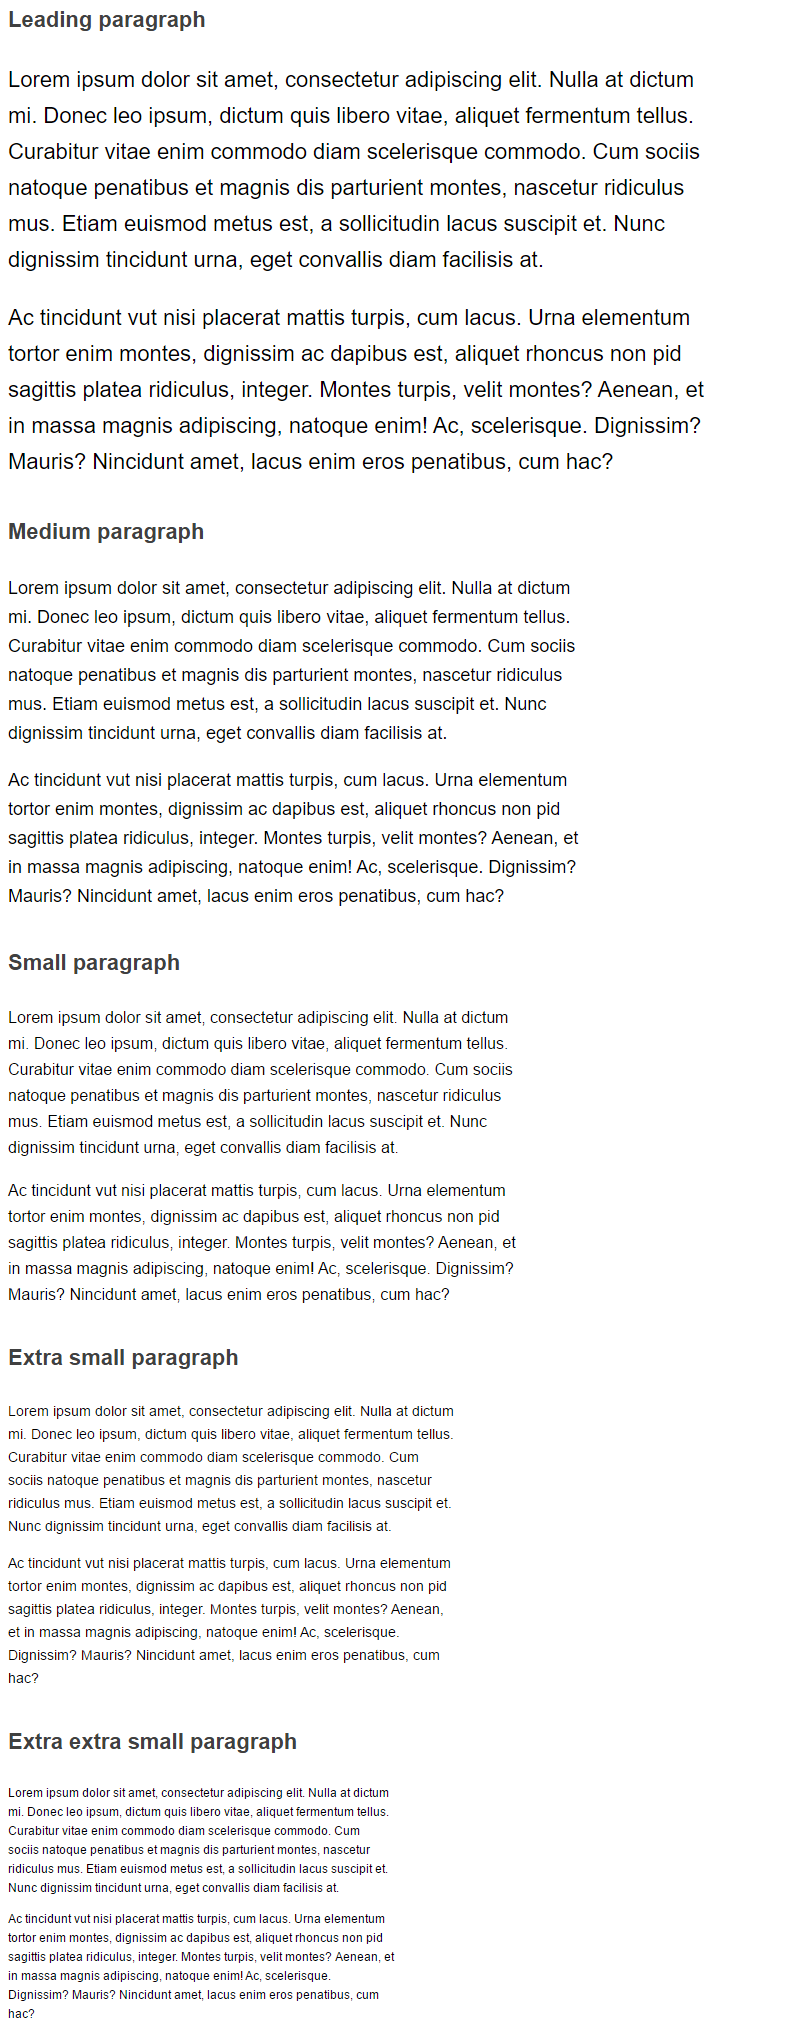 Leading paragraph
Lorem ipsum dolor sit amet, consectetur adipiscing elit. Nulla at dictum
mi. Donec leo ipsum, dictum quis libero vitae, aliquet fermentum tellus.
Curabitur vitae enim commodo diam scelerisque commodo. Cum sociis
natoque penatibus et magnis dis parturient montes, nascetur ridiculus
mus. Etiam euismod metus est, a sollicitudin lacus suscipit et. Nunc
dignissim tincidunt urna, eget convallis diam facilisis at.
Ac tincidunt vut nisi placerat mattis turpis, cum lacus. Urna elementum
tortor enim montes, dignissim ac dapibus est, aliquet rhoncus non pid
sagittis platea ridiculus, integer. Montes turpis, velit montes? Aenean, et
in massa magnis adipiscing, natoque enim! Ac, scelerisque. Dignissim?
Mauris? Nincidunt amet, lacus enim eros penatibus, cum hac?
Medium paragraph
Lorem ipsum dolor sit amet, consectetur adipiscing elit. Nulla at dictum
mi. Donec leo ipsum, dictum quis libero vitae, aliquet fermentum tellus.
Curabitur vitae enim commodo diam scelerisque commodo. Cum sociis
natoque penatibus et magnis dis parturient montes, nascetur ridiculus
mus. Etiam euismod metus est, a sollicitudin lacus suscipit et. Nunc
dignissim tincidunt urna, eget convallis diam facilisis at.
Ac tincidunt vut nisi placerat mattis turpis, cum lacus. Urna elementum
tortor enim montes, dignissim ac dapibus est, aliquet rhoncus non pid
sagittis platea ridiculus, integer. Montes turpis, velit montes? Aenean, et
in massa magnis adipiscing, natoque enim! Ac, scelerisque. Dignissim?
Mauris? Nincidunt amet, lacus enim eros penatibus, cum hac?
Small paragraph
Lorem ipsum dolor sit amet, consectetur adipiscing elit. Nulla at dictum
mi. Donec leo ipsum, dictum quis libero vitae, aliquet fermentum tellus.
Curabitur vitae enim commodo diam scelerisque commodo. Cum sociis
natoque penatibus et magnis dis parturient montes, nascetur ridiculus
mus. Etiam euismod metus est, a sollicitudin lacus suscipit et. Nunc
dignissim tincidunt urna, eget convallis diam facilisis at.
Ac tincidunt vut nisi placerat mattis turpis, cum lacus. Urna elementum
tortor enim montes, dignissim ac dapibus est, aliquet rhoncus non pid
sagittis platea ridiculus, integer. Montes turpis, velit montes? Aenean, et
in massa magnis adipiscing, natoque enim! Ac, scelerisque. Dignissim?
Mauris? Nincidunt amet, lacus enim eros penatibus, cum hac?
Extra small paragraph
Lorem ipsum dolor sit amet, consectetur adipiscing elit. Nulla at dictum
mi. Donec leo ipsum, dictum quis libero vitae, aliquet fermentum tellus.
Curabitur vitae enim commodo diam scelerisque commodo. Cum
sociis natoque penatibus et magnis dis parturient montes, nascetur
ridiculus mus. Etiam euismod metus est, a sollicitudin lacus suscipit et.
Nunc dignissim tincidunt urna, eget convallis diam facilisis at.
Ac tincidunt vut nisi placerat mattis turpis, cum lacus. Urna elementum
tortor enim montes, dignissim ac dapibus est, aliquet rhoncus non pid
sagittis platea ridiculus, integer. Montes turpis, velit montes? Aenean,
et in massa magnis adipiscing, natoque enim! Ac, scelerisque.
Dignissim? Mauris? Nincidunt amet, lacus enim eros penatibus, cum
hac?
Extra extra small paragraph
Lorem ipsum dolor sit amet, consectetur adipiscing elit. Nulla at dictum
mi. Donec leo ipsum, dictum quis libero vitae, aliquet fermentum tellus.
Curabitur vitae enim commodo diam scelerisque commodo. Cum
sociis natoque penatibus et magnis dis parturient montes, nascetur
ridiculus mus. Etiam euismod metus est, a sollicitudin lacus suscipit et.
Nunc dignissim tincidunt urna, eget convallis diam facilisis at.
Ac tincidunt vut nisi placerat mattis turpis, cum lacus. Urna elementum
tortor enim montes, dignissim ac dapibus est, aliquet rhoncus non pid
sagittis platea ridiculus, integer. Montes turpis, velit montes? Aenean, et
in massa magnis adipiscing, natoque enim! Ac, scelerisque.
Dignissim? Mauris? Nincidunt amet, lacus enim eros penatibus, cum
hac?